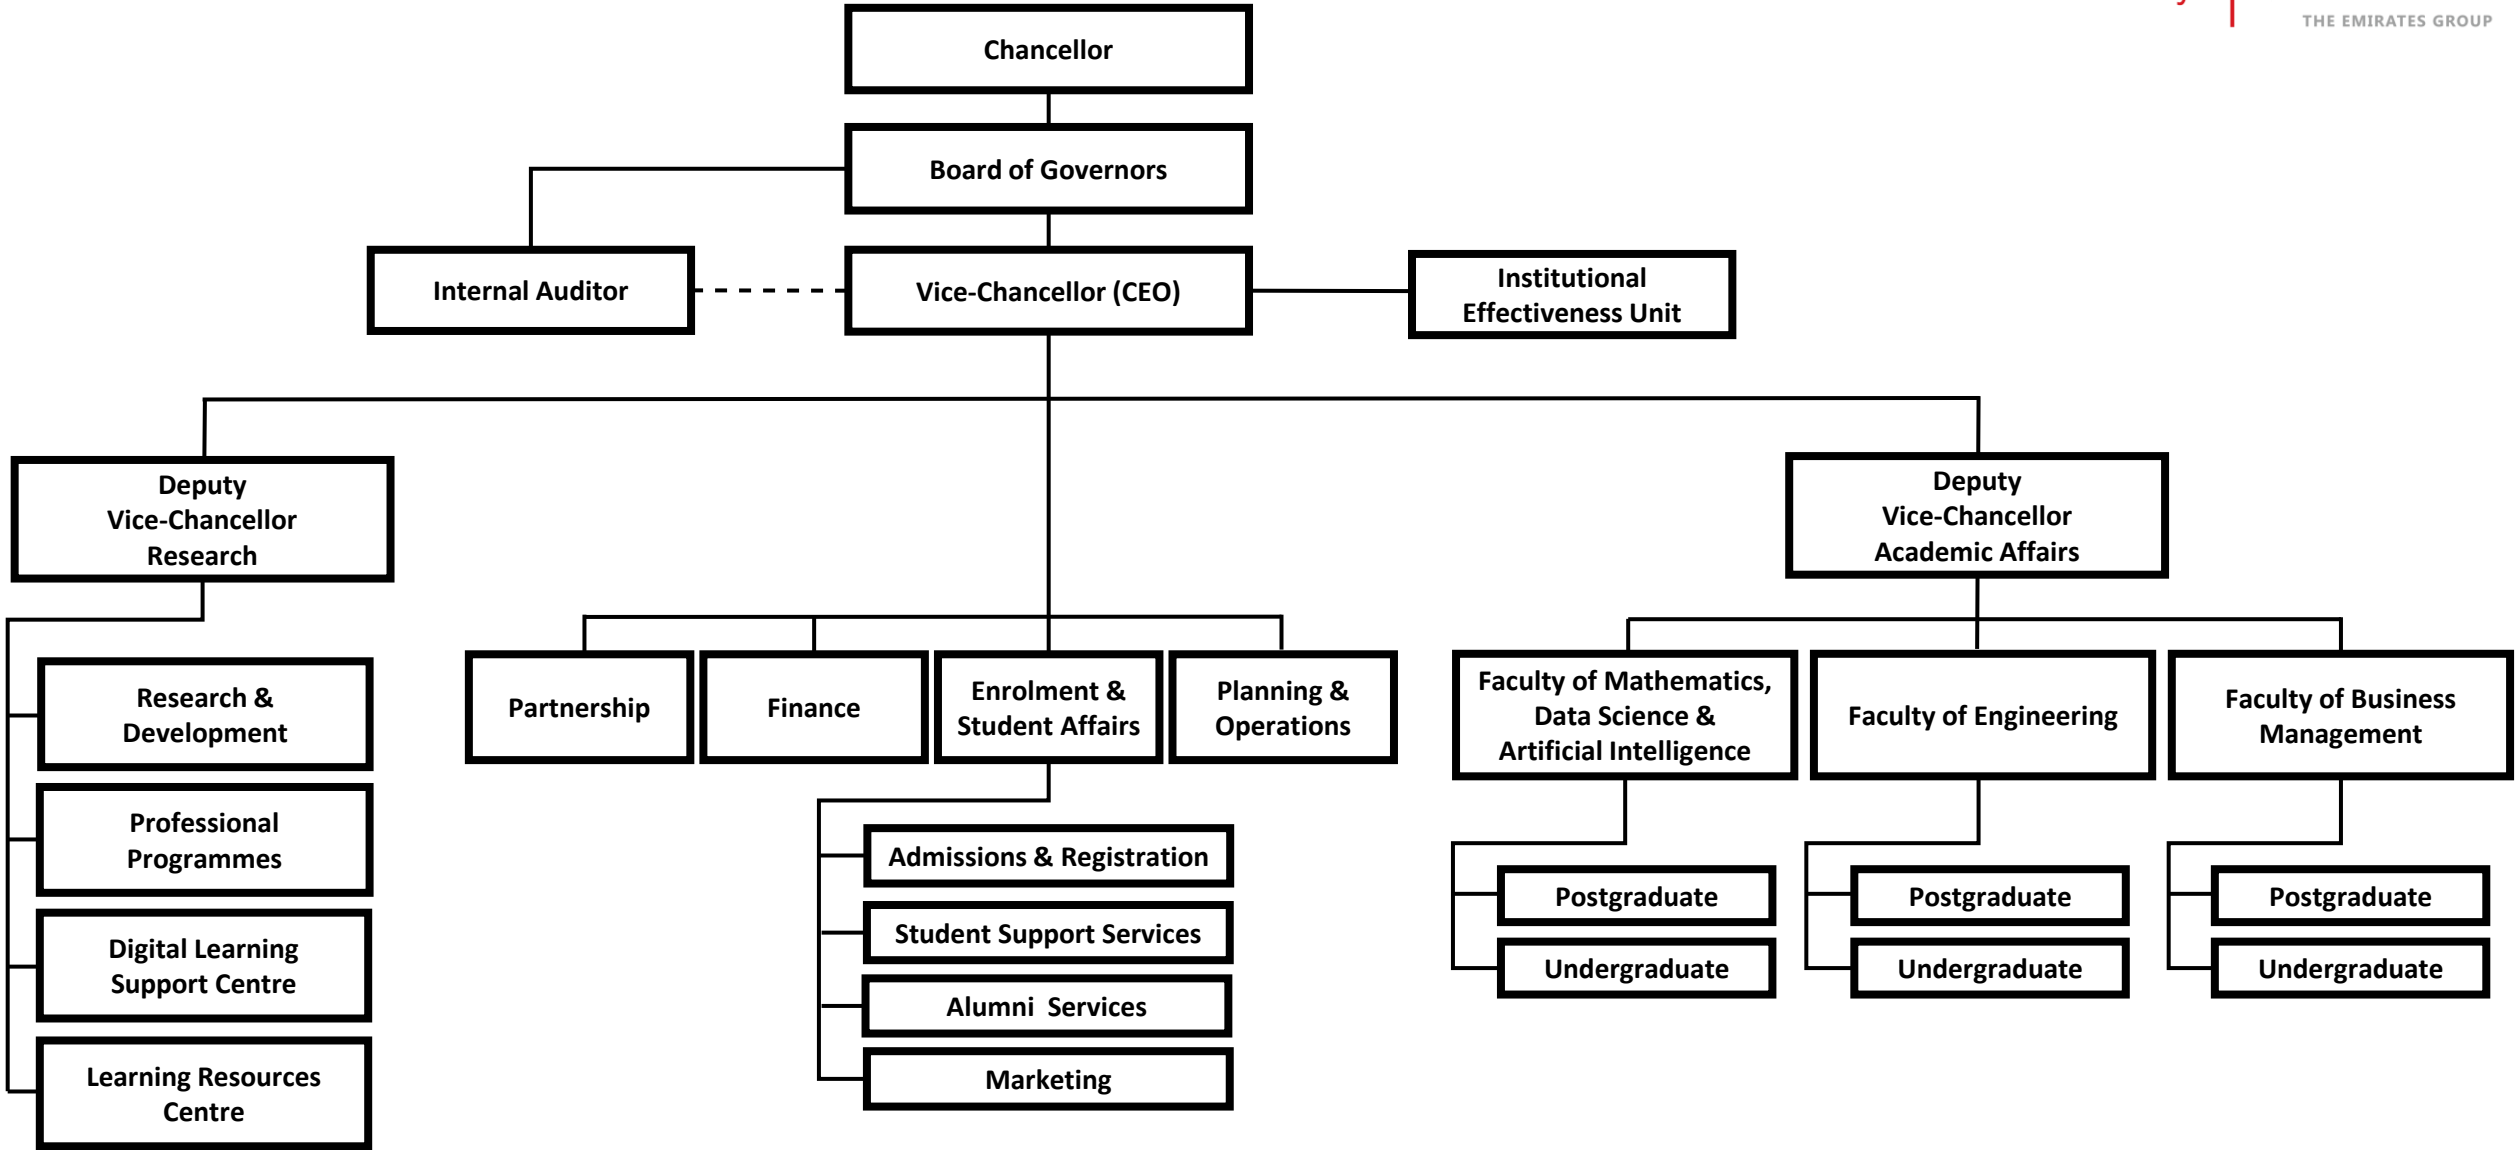 THE EMIRATES GROUP
Chancellor
Board of Governors
Internal Auditor
Vice-Chancellor (CEO)
Institutional
Effectiveness Unit
Deputy
Vice-Chancellor
Research
Deputy
Vice-Chancellor
Academic Affairs
Research &
Development
Professional
Programmes
Digital Learning
Support Centre
Learning Resources
Centre
Partnership
Finance
Enrolment &
Student Affairs
Planning &
Operations
Admissions & Registration
Student Support Services
Alumni  Services
Marketing
Faculty of Mathematics,
Data Science &
Artificial Intelligence
Faculty of Engineering
Faculty of Business
Management
Postgraduate
Undergraduate
Postgraduate
Undergraduate
Postgraduate
Undergraduate